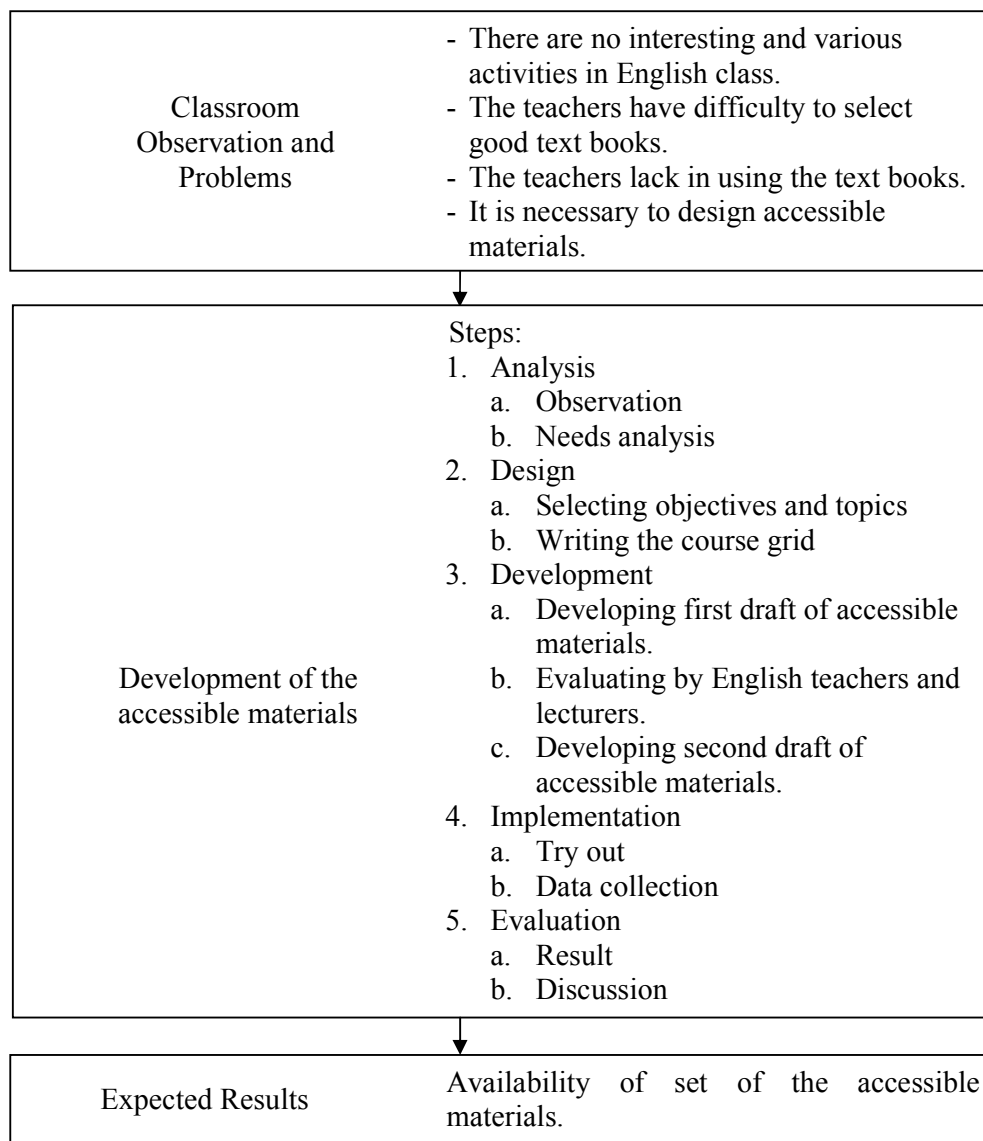 Classroom
Observation and
Problems
- There are no interesting and various
activities in English class.
- The teachers have difficulty to select
good text books.
- The teachers lack in using the text books.
- It is necessary to design accessible
materials.
Development of the
accessible materials
Steps:
1. Analysis
a. Observation
b. Needs analysis
2. Design
a. Selecting objectives and topics
b. Writing the course grid
3. Development
a. Developing first draft of accessible
materials.
b. Evaluating by English teachers and
lecturers.
c. Developing second draft of
accessible materials.
4. Implementation
a. Try out
b. Data collection
5. Evaluation
a. Result
b. Discussion
Expected Results
Availability of set of the accessible
materials.